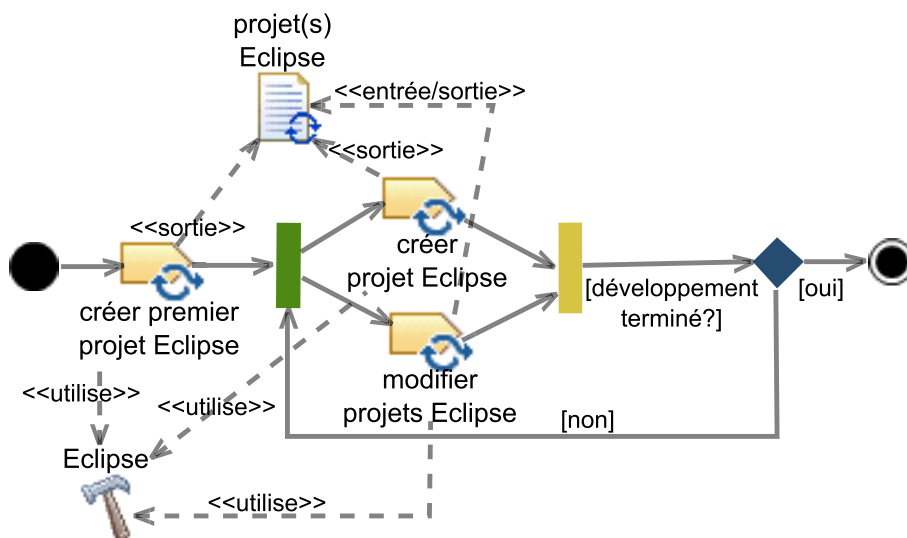 projet(s)
Eclipse
<<entrée/sortie>>
<<sortie>>
<<sortie>>
créer
projet Eclipse
créer premier
projet Eclipse
[développement
terminé?]
[oui]
modifier
projets Eclipse
<<utilise>>
<<utilise>>
[non]
Eclipse
<<utilise>>